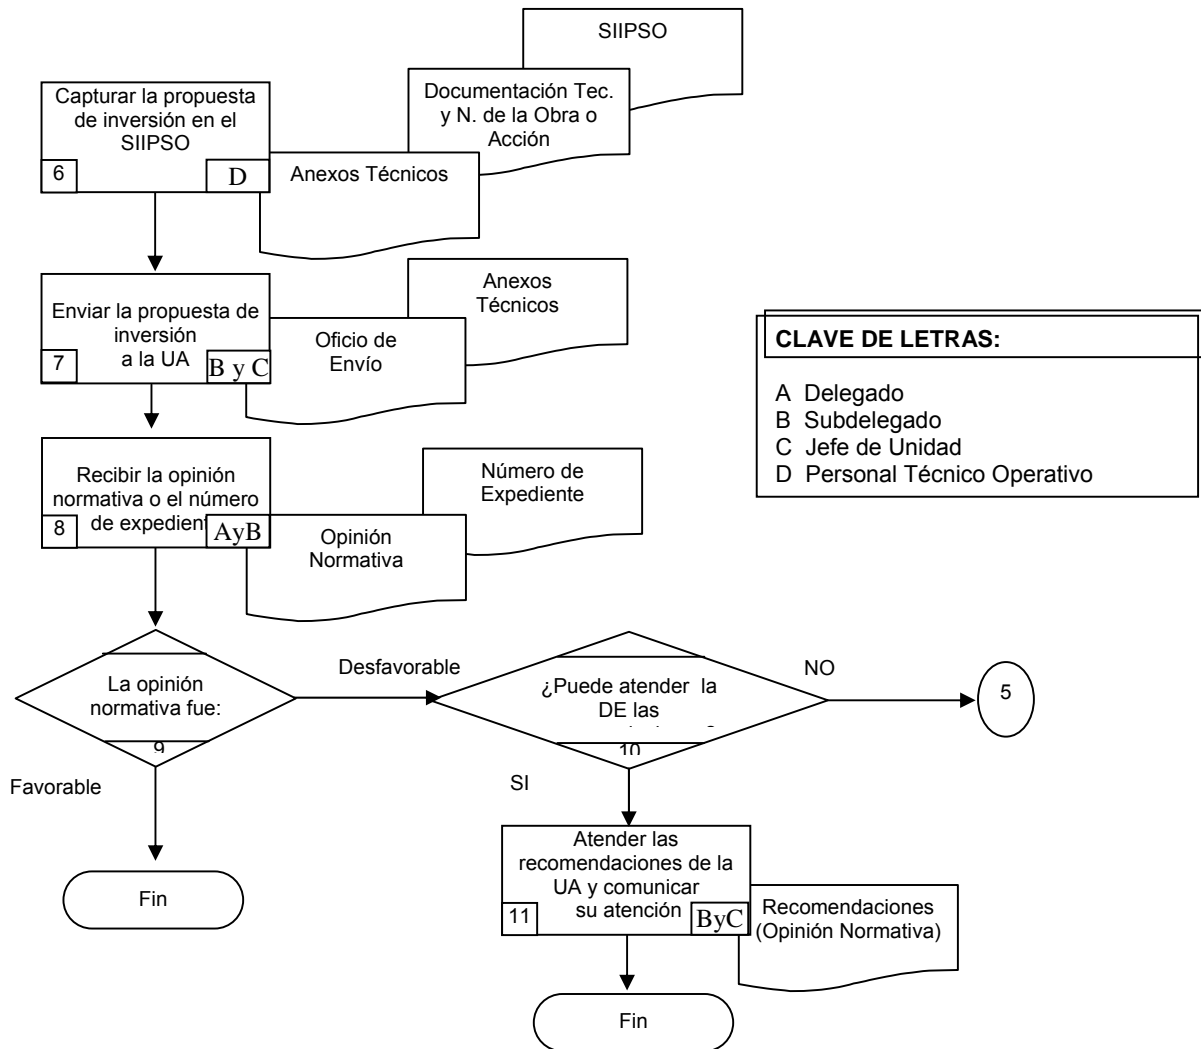 SIIPSO
Documentación Tec.
y N. de la Obra o
Acción
Capturar la propuesta
de inversión en el
SIIPSO
6
D
Anexos Técnicos
Enviar la propuesta de
inversión
a la UA
7
B y C
Oficio de
Envío
Anexos
Técnicos
CLAVE DE LETRAS:
A Delegado
B Subdelegado
C Jefe de Unidad
D Personal Técnico Operativo
Recibir la opinión
normativa o el número
de expedient
8
AyB
Opinión
Normativa
Número de
Expediente
La opinión
normativa fue:
9
Desfavorable
Favorable
Fin
¿Puede atender la
DE las
10
NO
5
SI
Atender las
recomendaciones de la
UA y comunicar
su atención
11
ByC
Recomendaciones
(Opinión Normativa)
Fin